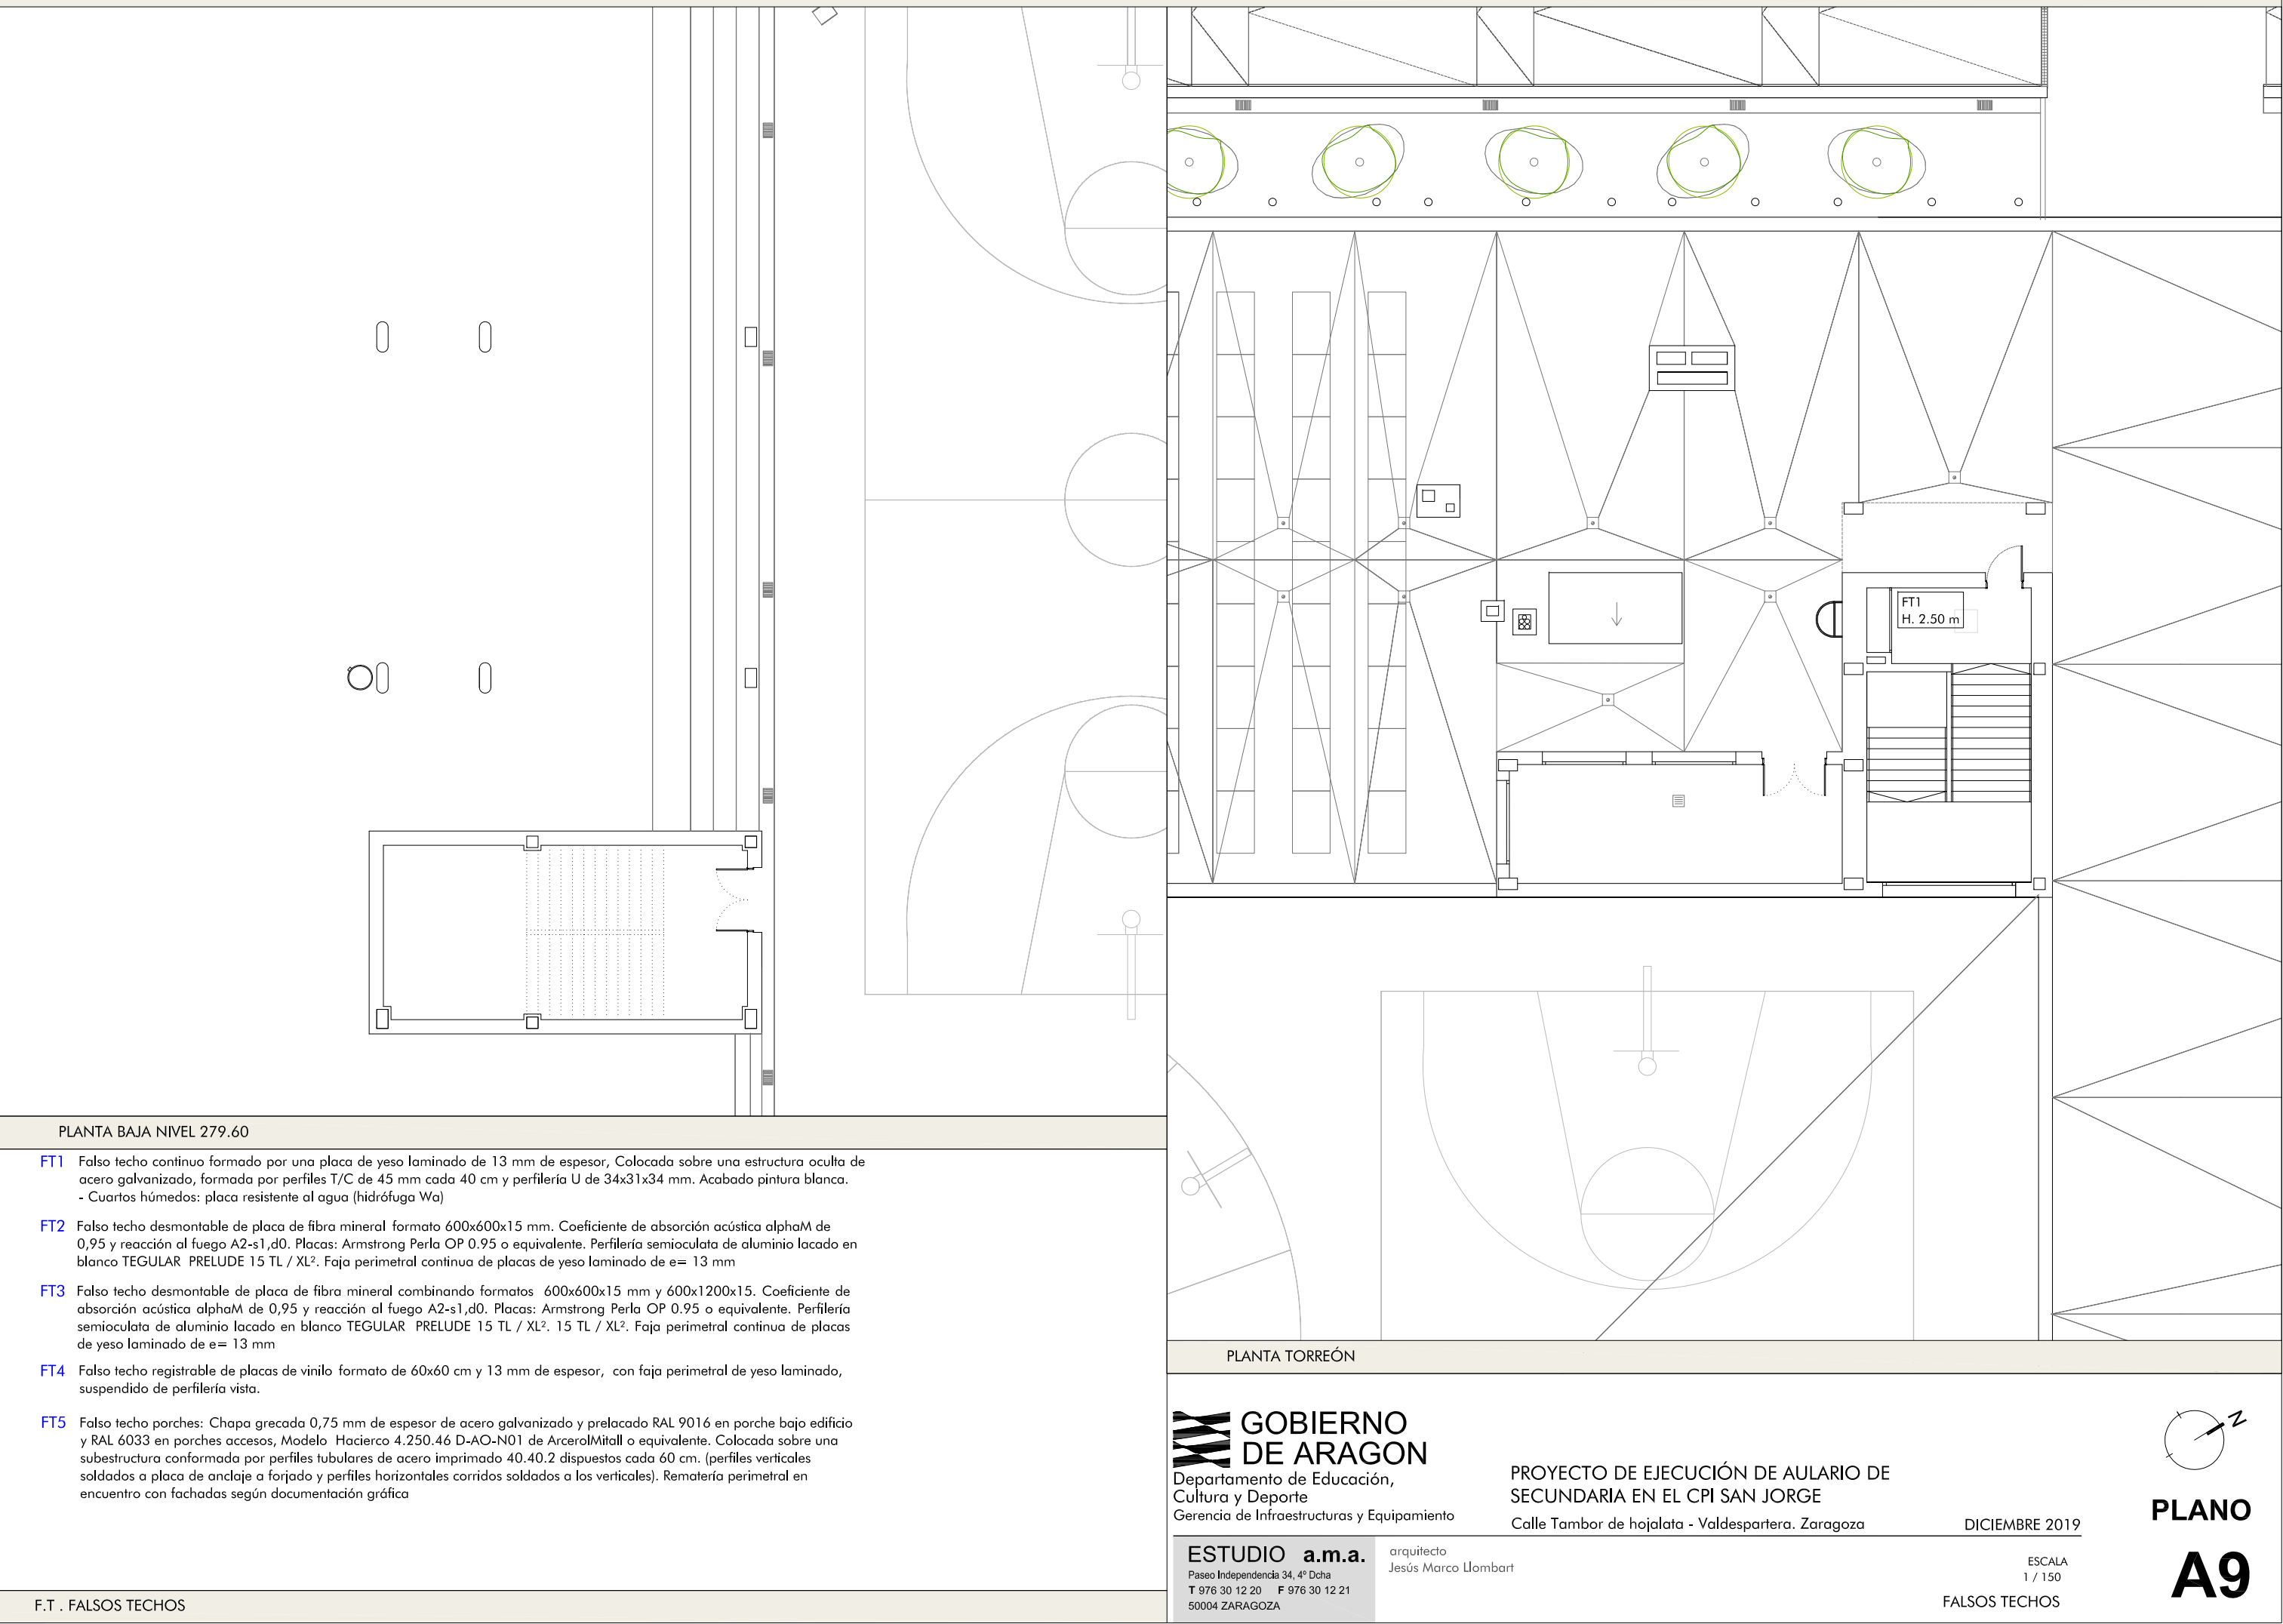 FT1
H. 2.50 m
PLANTA BAJA NIVEL 279.60
FT1 Falso techo continuo formado por una placa de yeso laminado de 13 mm de espesor, Colocada sobre una estructura oculta de
acero galvanizado, formada por perfiles T/C de 45 mm cada 40 cm y perfilería U de 34x31x34 mm. Acabado pintura blanca.
- Cuartos húmedos: placa resistente al agua (hidrófuga Wa)
FT2 Falso techo desmontable de placa de fibra mineral formato 600x600x15 mm. Coeficiente de absorción acústica alphaM de
0,95 y reacción al fuego A2-s1,d0. Placas: Armstrong Perla OP 0.95 o equivalente. Perfilería semioculata de aluminio lacado en
blanco TEGULAR PRELUDE 15 TL / XL². Faja perimetral continua de placas de yeso laminado de e= 13 mm
FT3 Falso techo desmontable de placa de fibra mineral combinando formatos 600x600x15 mm y 600x1200x15. Coeficiente de
absorción acústica alphaM de 0,95 y reacción al fuego A2-s1,d0. Placas: Armstrong Perla OP 0.95 o equivalente. Perfilería
semioculata de aluminio lacado en blanco TEGULAR PRELUDE 15 TL / XL². 15 TL / XL². Faja perimetral continua de placas
de yeso laminado de e= 13 mm
FT4 Falso techo registrable de placas de vinilo formato de 60x60 cm y 13 mm de espesor, con faja perimetral de yeso laminado,
suspendido de perfilería vista.
FT5 Falso techo porches: Chapa grecada 0,75 mm de espesor de acero galvanizado y prelacado RAL 9016 en porche bajo edificio
y RAL 6033 en porches accesos, Modelo Hacierco 4.250.46 D-AO-N01 de ArcerolMitall o equivalente. Colocada sobre una
subestructura conformada por perfiles tubulares de acero imprimado 40.40.2 dispuestos cada 60 cm. (perfiles verticales
soldados a placa de anclaje a forjado y perfiles horizontales corridos soldados a los verticales). Rematería perimetral en
encuentro con fachadas según documentación gráfica
F.T . FALSOS TECHOS
PLANTA TORREÓN
GOBIERNO
DE ARAGON
Departamento de Educación,
Cultura y Deporte
Gerencia de Infraestructuras y Equipamiento
PROYECTO DE EJECUCIÓN DE AULARIO DE
SECUNDARIA EN EL CPI SAN JORGE
Calle Tambor de hojalata - Valdespartera. Zaragoza
DICIEMBRE 2019
ESTUDIO a.m.a.
Paseo Independencia 34, 4º Dcha
T 976 30 12 20 F 976 30 12 21
50004 ZARAGOZA
arquitecto
Jesús Marco Llombart
ESCALA
1 / 150
FALSOS TECHOS
N
PLANO
A9